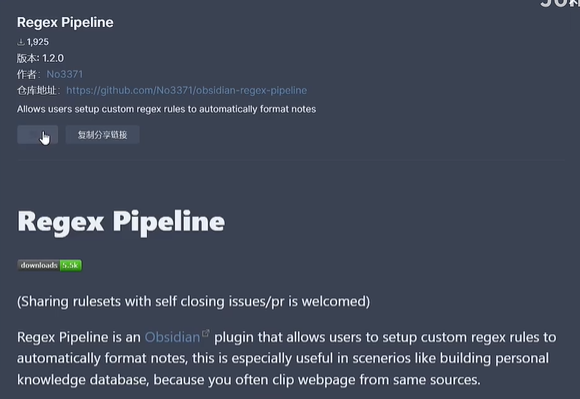 Regex Pipeline
1,925
版本: 1.2.0
作者: No3371
仓库地址: https://github.com/No3371/obsidian-regex-pipeline
Allows users setup custom regex rules to automatically format notes
复制分享链接
Regex Pipeline
downloads 5.5k
(Sharing rulesets with self closing issues/pr is welcomed)
Regex Pipeline is an Obsidian plugin that allows users to setup custom regex rules to
automatically format notes, this is especially useful in scenerios like building personal
knowledge database, because you often clip webpage from same sources.